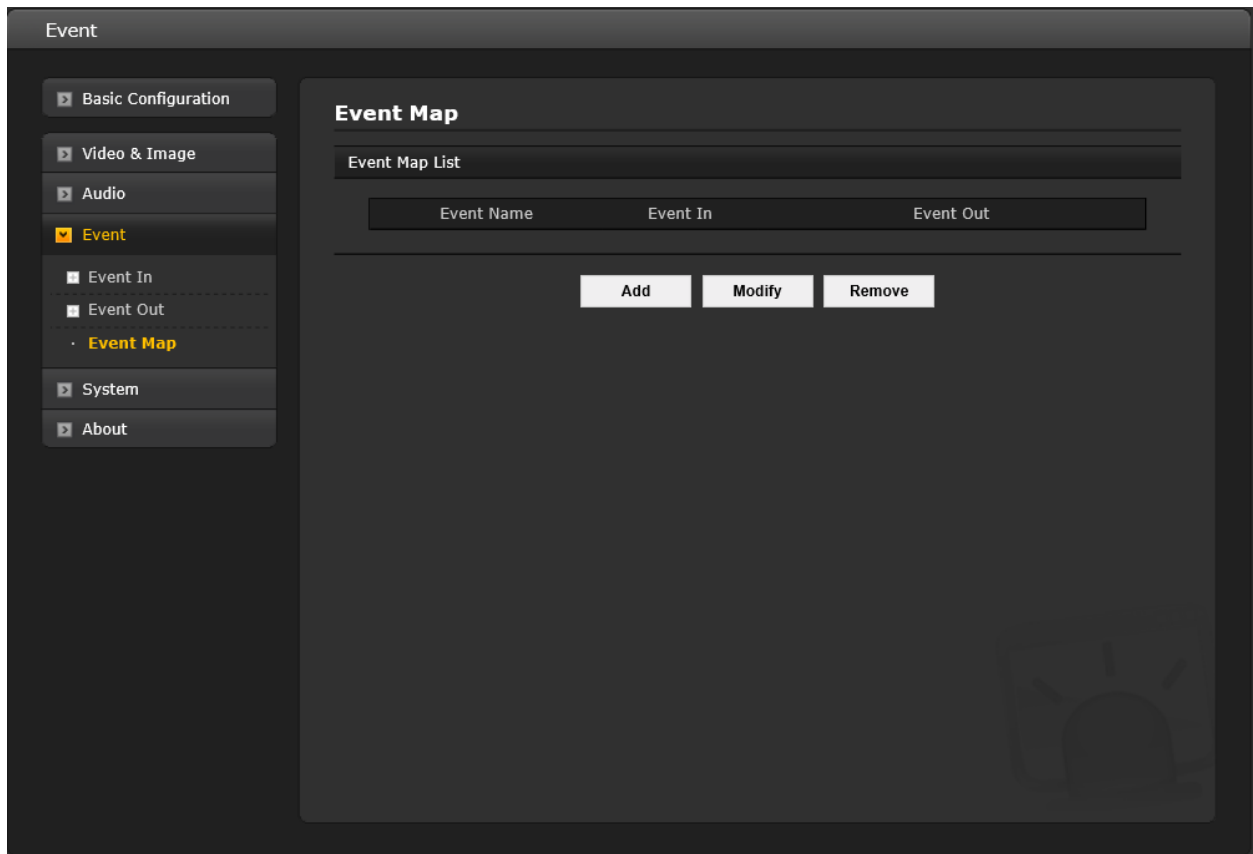 Event
Basic Configuration
Video & Image
Audio
Event
Event In
Event Out
Event Map
System
About
Event Map
Event Map List
Event Name Event In Event Out
Add Modify Remove